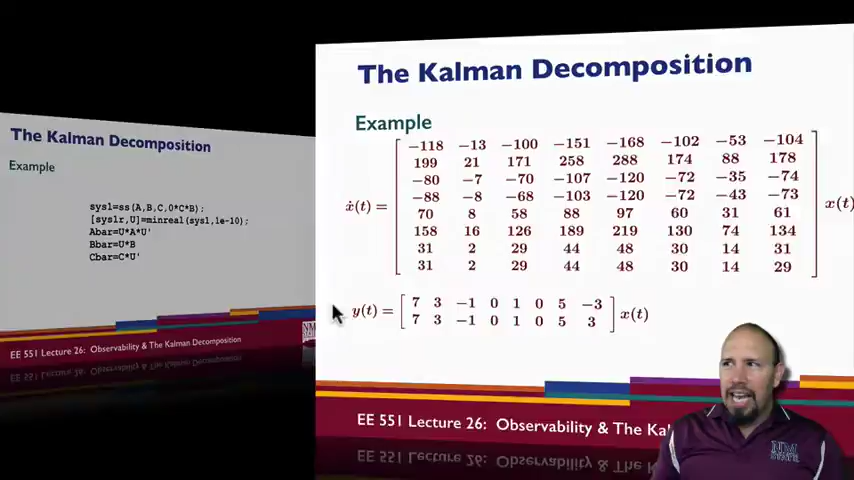 The Kalman Decomposition
Example
sys1=ss(A,B,C,0*C*B);
[sys1r,U]=minreal(sys1,1e-10);
Abar=U*A*U'
Bbar=U*B
Cbar=C*U'
EE 551 Lecture 26: Observability & The Kalman Decomposition
The Kalman Decomposition
Example
−118 −13 −100 −151 −168 −102 −53 −104
199 21 171 258 288 174 88 178
−80 −7 −70 −107 −120 −72 −35 −74
ẋ(t) = −88 −8 −68 −103 −120 −72 −43 −73 x(t)
70 8 58 88 97 60 31 61
158 16 126 189 219 130 74 134
31 2 29 44 48 30 14 31
31 2 29 44 48 30 14 29
y(t) = 7 3 −1 0 1 0 5 −3 x(t)
7 3 −1 0 1 0 5 3
EE 551 Lecture 26: Observability & The Kal